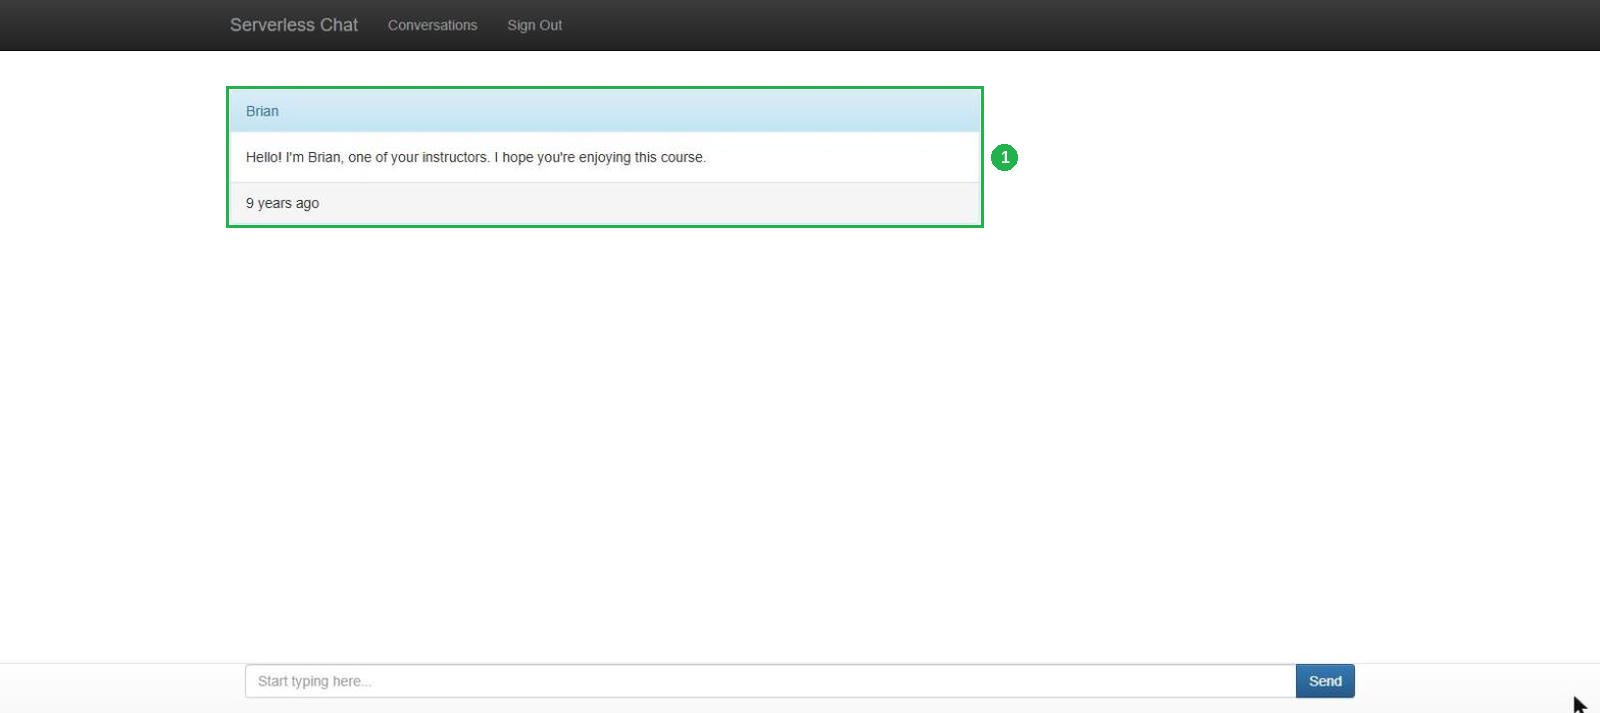 Serverless Chat Conversations Sign Out
Brian
Hello! I'm Brian, one of your instructors. I hope you're enjoying this course.
1
9 years ago
Start typing here... Send